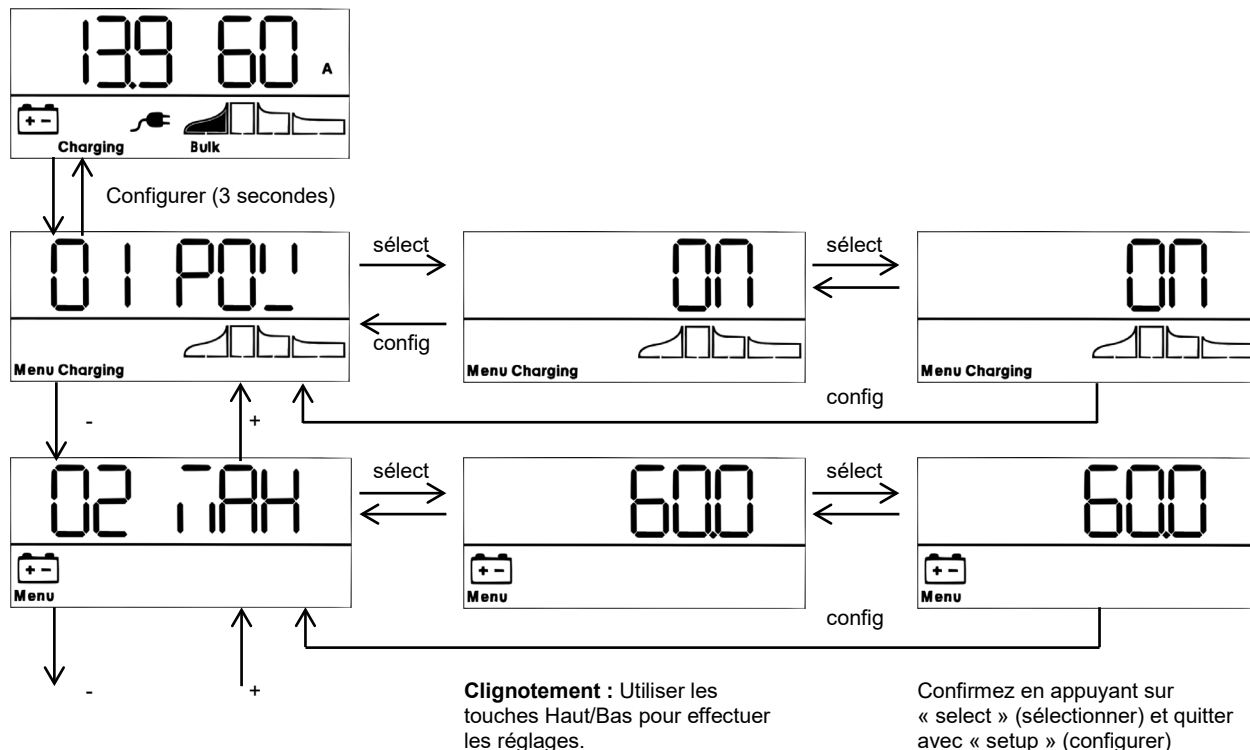 13.9 60 A
+ -
Charging Bulk
Configurer (3 secondes)
01 POW
sélect
ON
sélect
ON
config
Menu Charging
Menu Charging
Menu Charging
config
-
+
02 MAH
sélect
60.0
sélect
60.0
+ -
+ -
+ -
Menu
Menu
Menu
config
-
+
Clignotement : Utiliser les
touches Haut/Bas pour effectuer
les réglages.
Confirmez en appuyant sur
« select » (sélectionner) et quitter
avec « setup » (configurer)